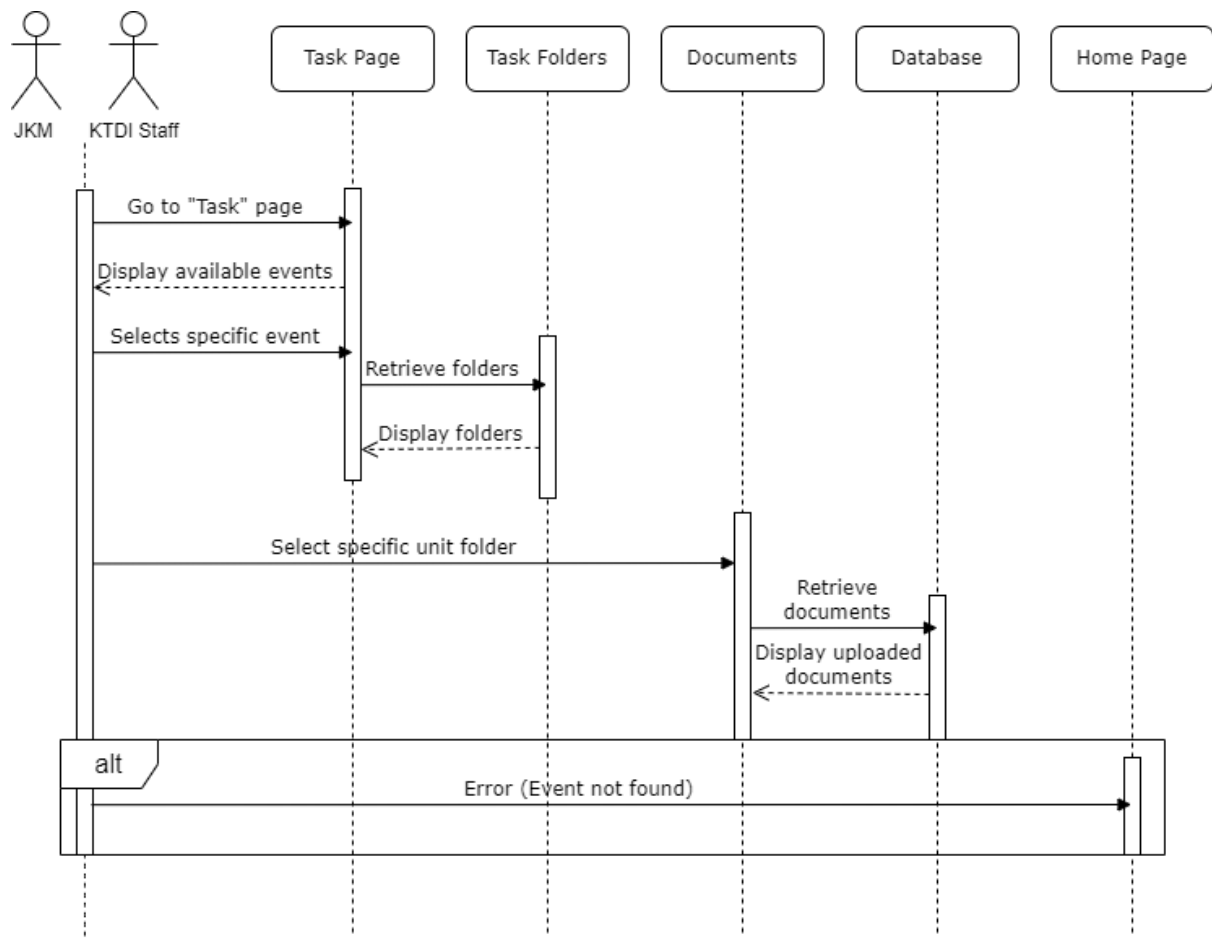 Task Page
Task Folders
Documents
Database
Home Page
JKM
KTDI Staff
Go to "Task" page
Display available events
Selects specific event
Retrieve folders
Display folders
Select specific unit folder
Retrieve
documents
Display uploaded
documents
alt
Error (Event not found)